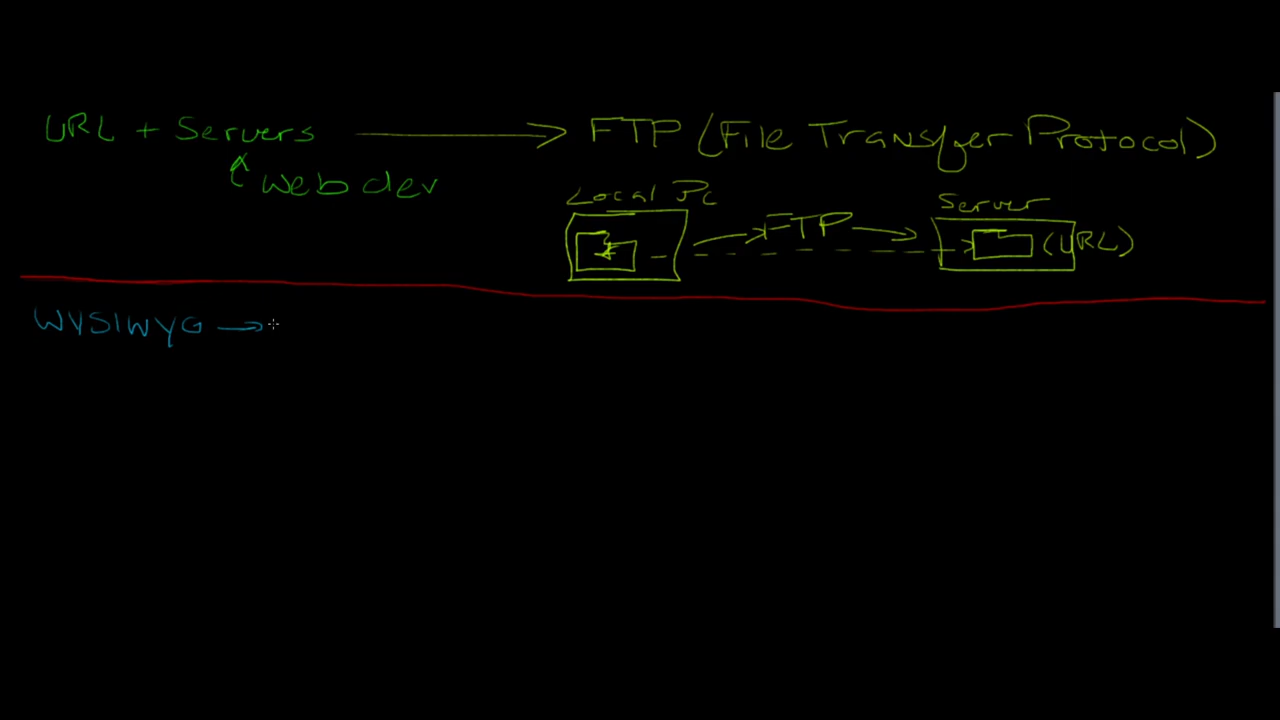 URL + Servers → FTP (File Transfer Protocol)
Web dev
Local Pc
Server
FTP
(URL)
WYSIWYG →